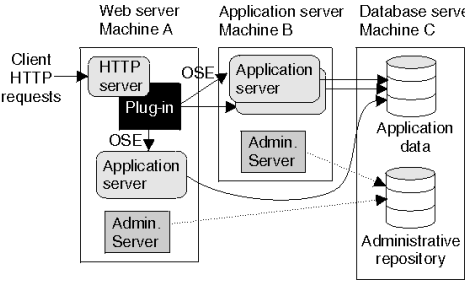 Web server
Machine A
Application server
Machine B
Database serve
Machine C
Client
HTTP
requests
HTTP
server
Plug-in
OSE
OSE
Application
server
Application
server
Admin.
Server
Admin.
Server
Application
data
Administrative
repository